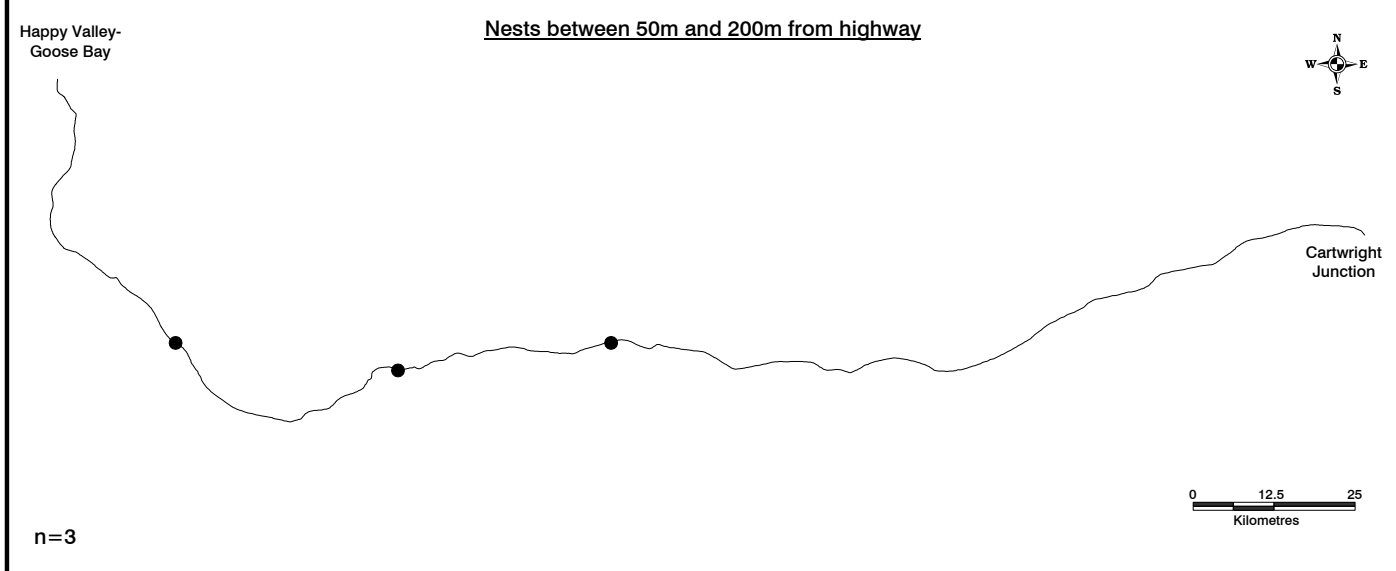 Happy Valley-
Goose Bay
Nests between 50m and 200m from highway
N
W E
S
Cartwright
Junction
0 12.5 25
Kilometres
n=3